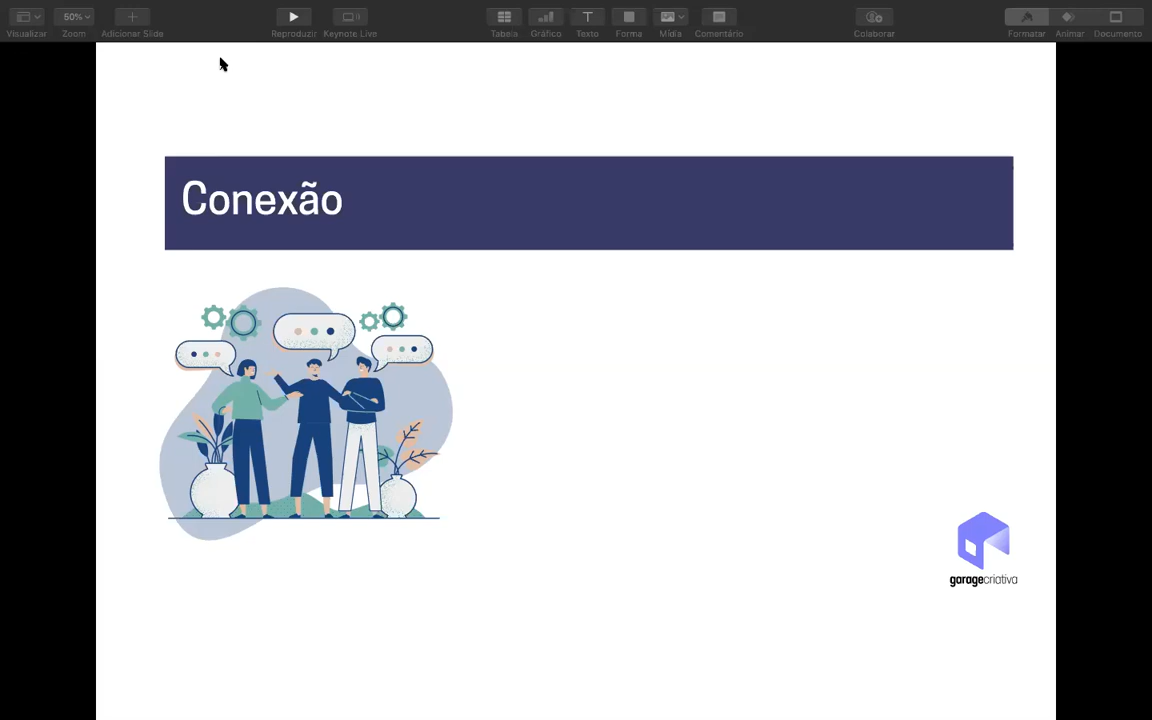 50%
Visualizar Zoom Adicionar Slide Reproduzir Keynote Live Tabela Gráfico Texto Forma Mídia Comentário Colaborar Formatar Animar Documento
Conexão
garagecriativa